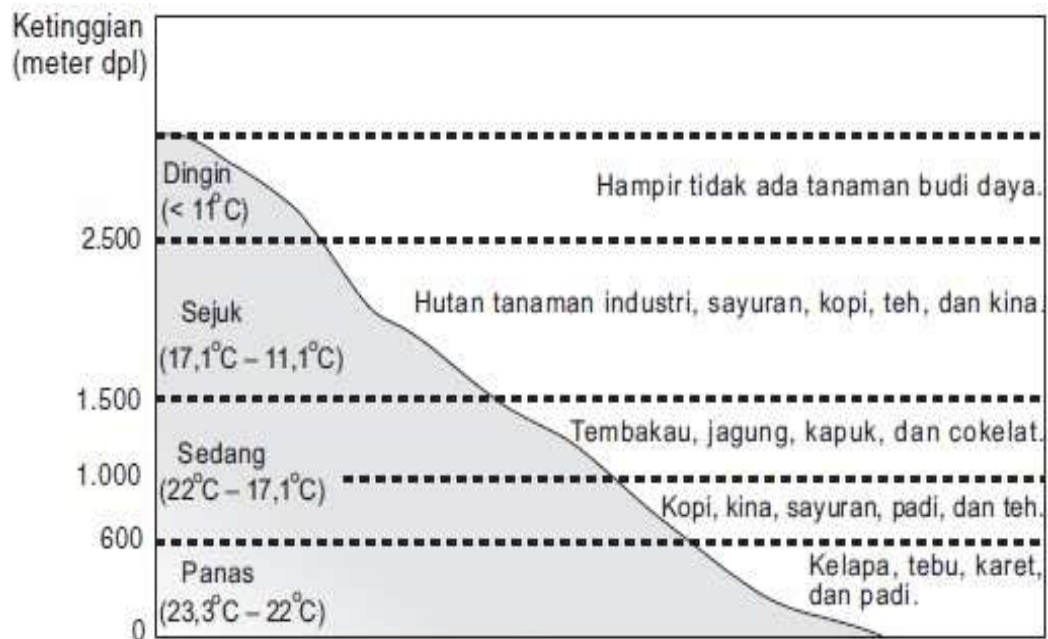 Ketinggian
(meter dpl)
Dingin
(< 11°C)
Hampir tidak ada tanaman budi daya.
2.500
Sejuk
(17,1°C – 11,1°C)
Hutan tanaman industri, sayuran, kopi, teh, dan kina.
1.500
Tembakau, jagung, kapuk, dan cokelat.
Sedang
1.000
(22°C – 17,1°C)
Kopi, kina, sayuran, padi, dan teh.
600
Panas
(23,3°C – 22°C)
Kelapa, tebu, karet,
dan padi.
0